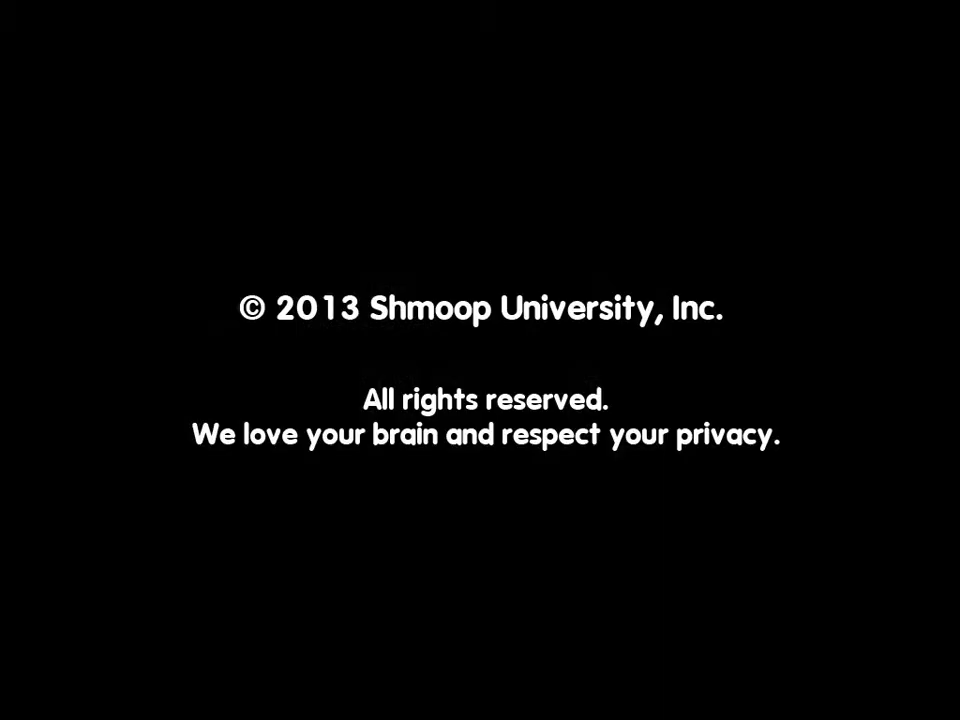 © 2013 Shmoop University, Inc.
All rights reserved.
We love your brain and respect your privacy.